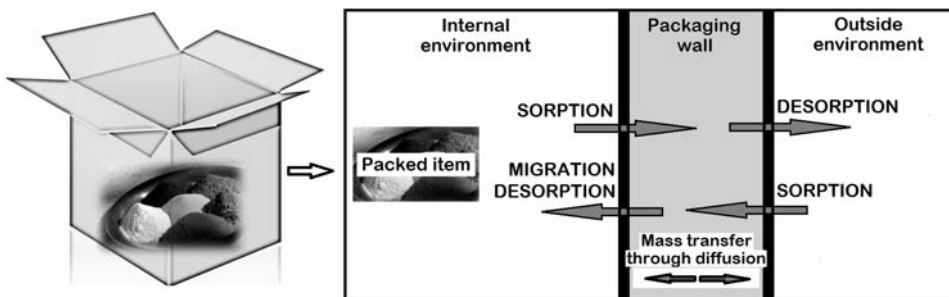 Internal
environment
Packaging
wall
Outside
environment
SORPTION
DESORPTION
Packed item
MIGRATION
DESORPTION
SORPTION
Mass transfer
through diffusion